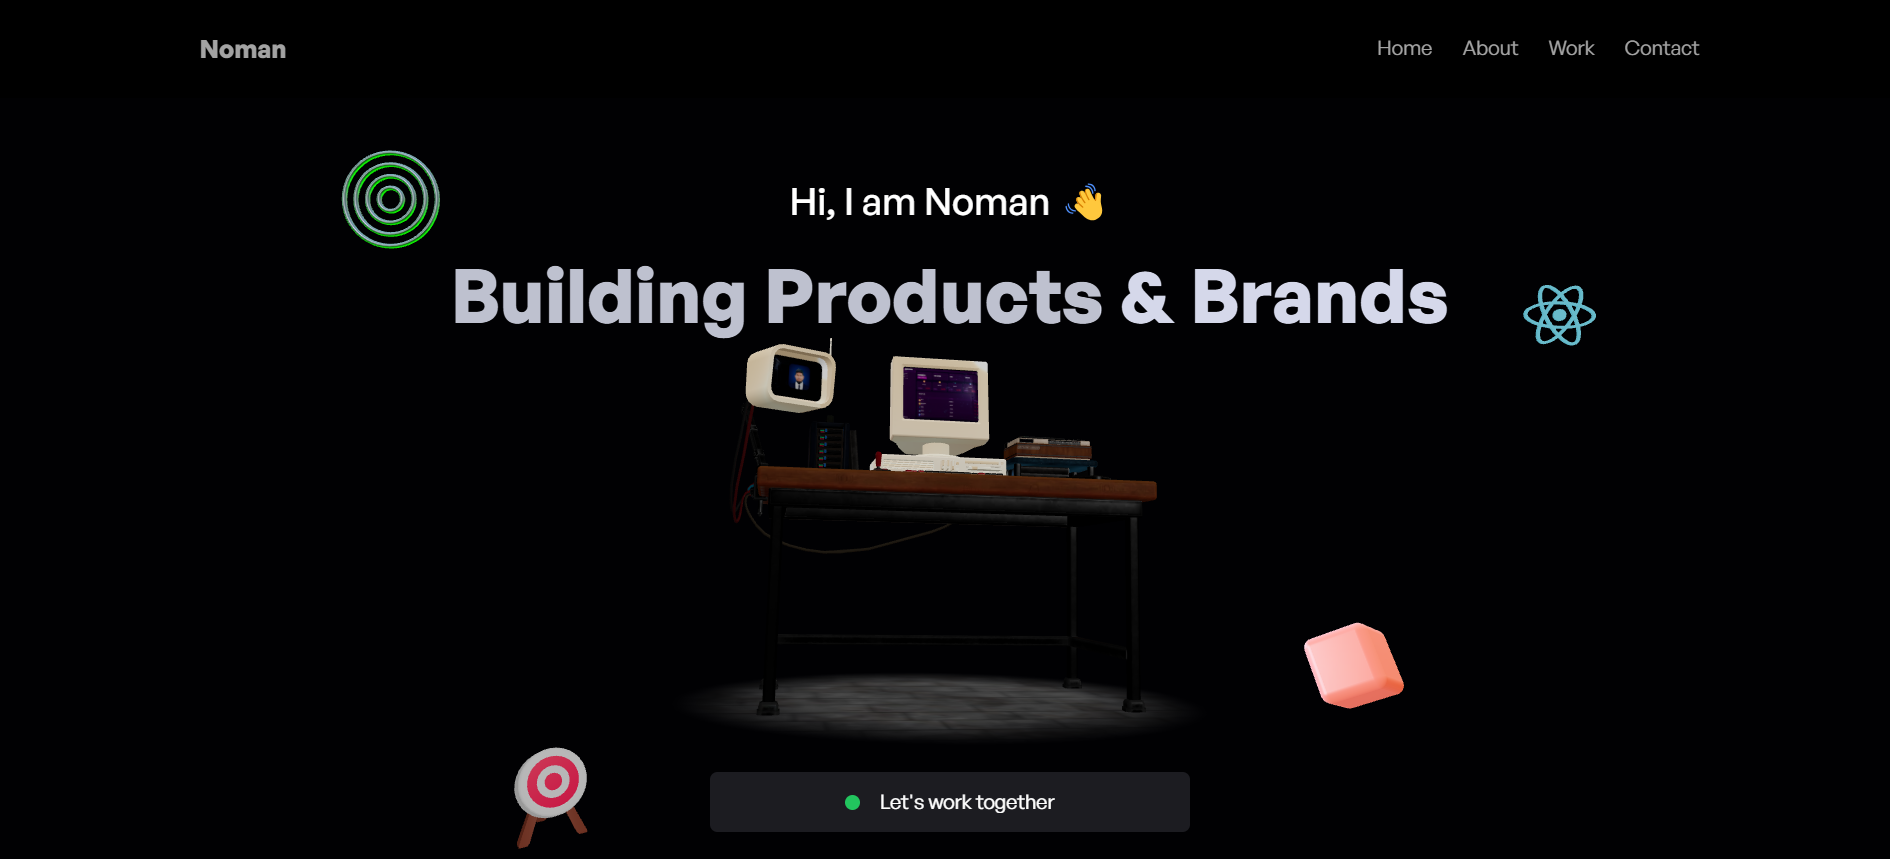 Noman
Home About Work Contact
Hi, I am Noman 👋
Building Products & Brands
Let's work together